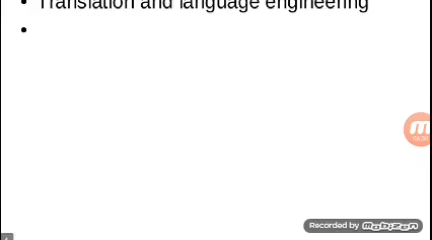 • Translation and language engineering
•
Recorded by mobizen